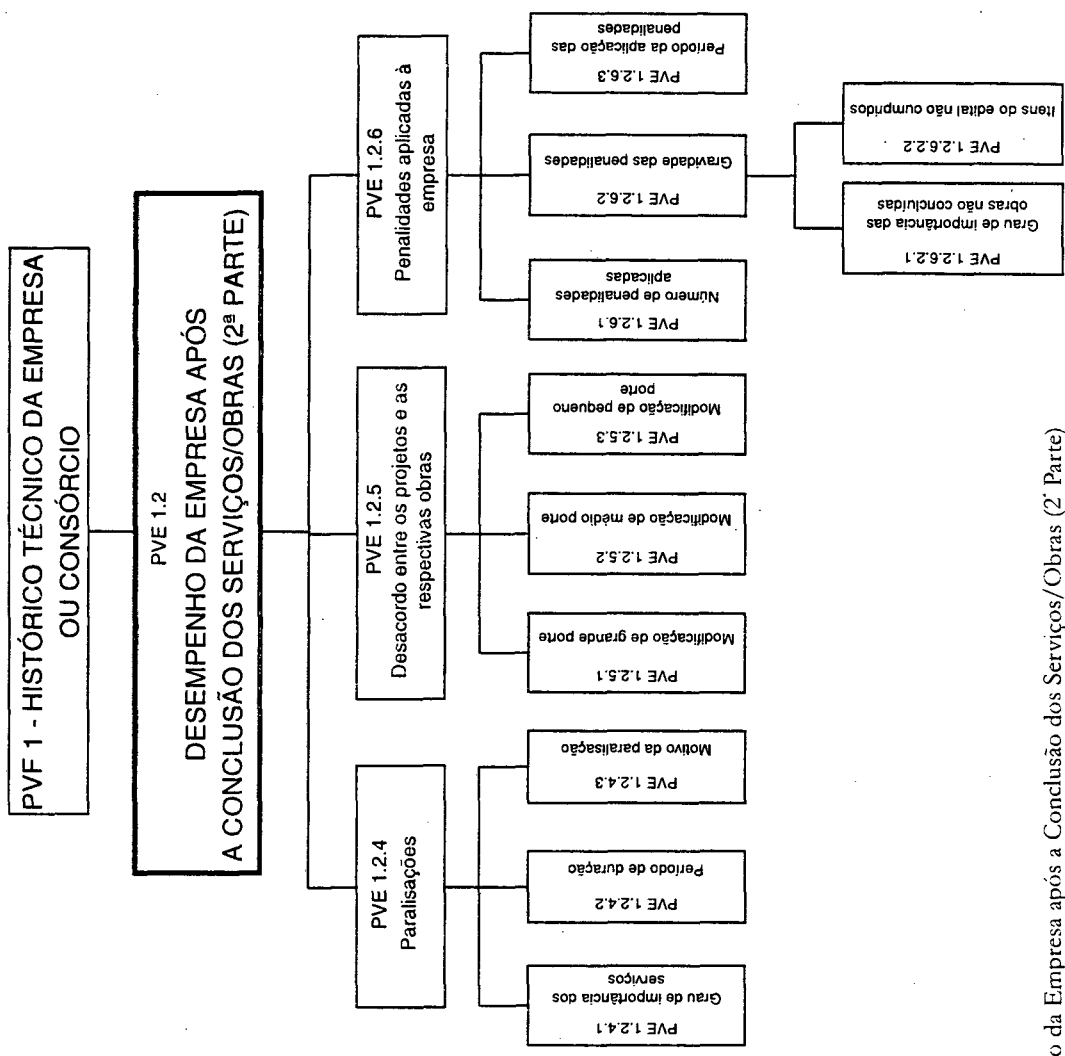 PVF 1 - HISTÓRICO TÉCNICO DA EMPRESA
OU CONSÓRCIO
PVE 1.2
DESEMPENHO DA EMPRESA APÓS
A CONCLUSÃO DOS SERVIÇOS/OBRAS (2ª PARTE)
PVE 1.2.4
Paralisações
PVE 1.2.5
Desacordo entre os projetos e as
respectivas obras
PVE 1.2.6
Penalidades aplicadas à
empresa
PVE 1.2.4.1
Grau de importância dos
serviços
PVE 1.2.4.2
Período de duração
PVE 1.2.4.3
Motivo da paralisação
PVE 1.2.5.1
Modificação de grande porte
PVE 1.2.5.2
Modificação de médio porte
PVE 1.2.5.3
Modificação de pequeno
porte
PVE 1.2.6.1
Número de penalidades
aplicadas
PVE 1.2.6.2
Gravidade das penalidades
PVE 1.2.6.3
Período da aplicação das
penalidades
PVE 1.2.6.2.1
Grau de importância das
obras não concluídas
PVE 1.2.6.2.2
Itens do edital não cumpridos
o da Empresa após a Conclusão dos Serviços/Obras (2ª Parte)